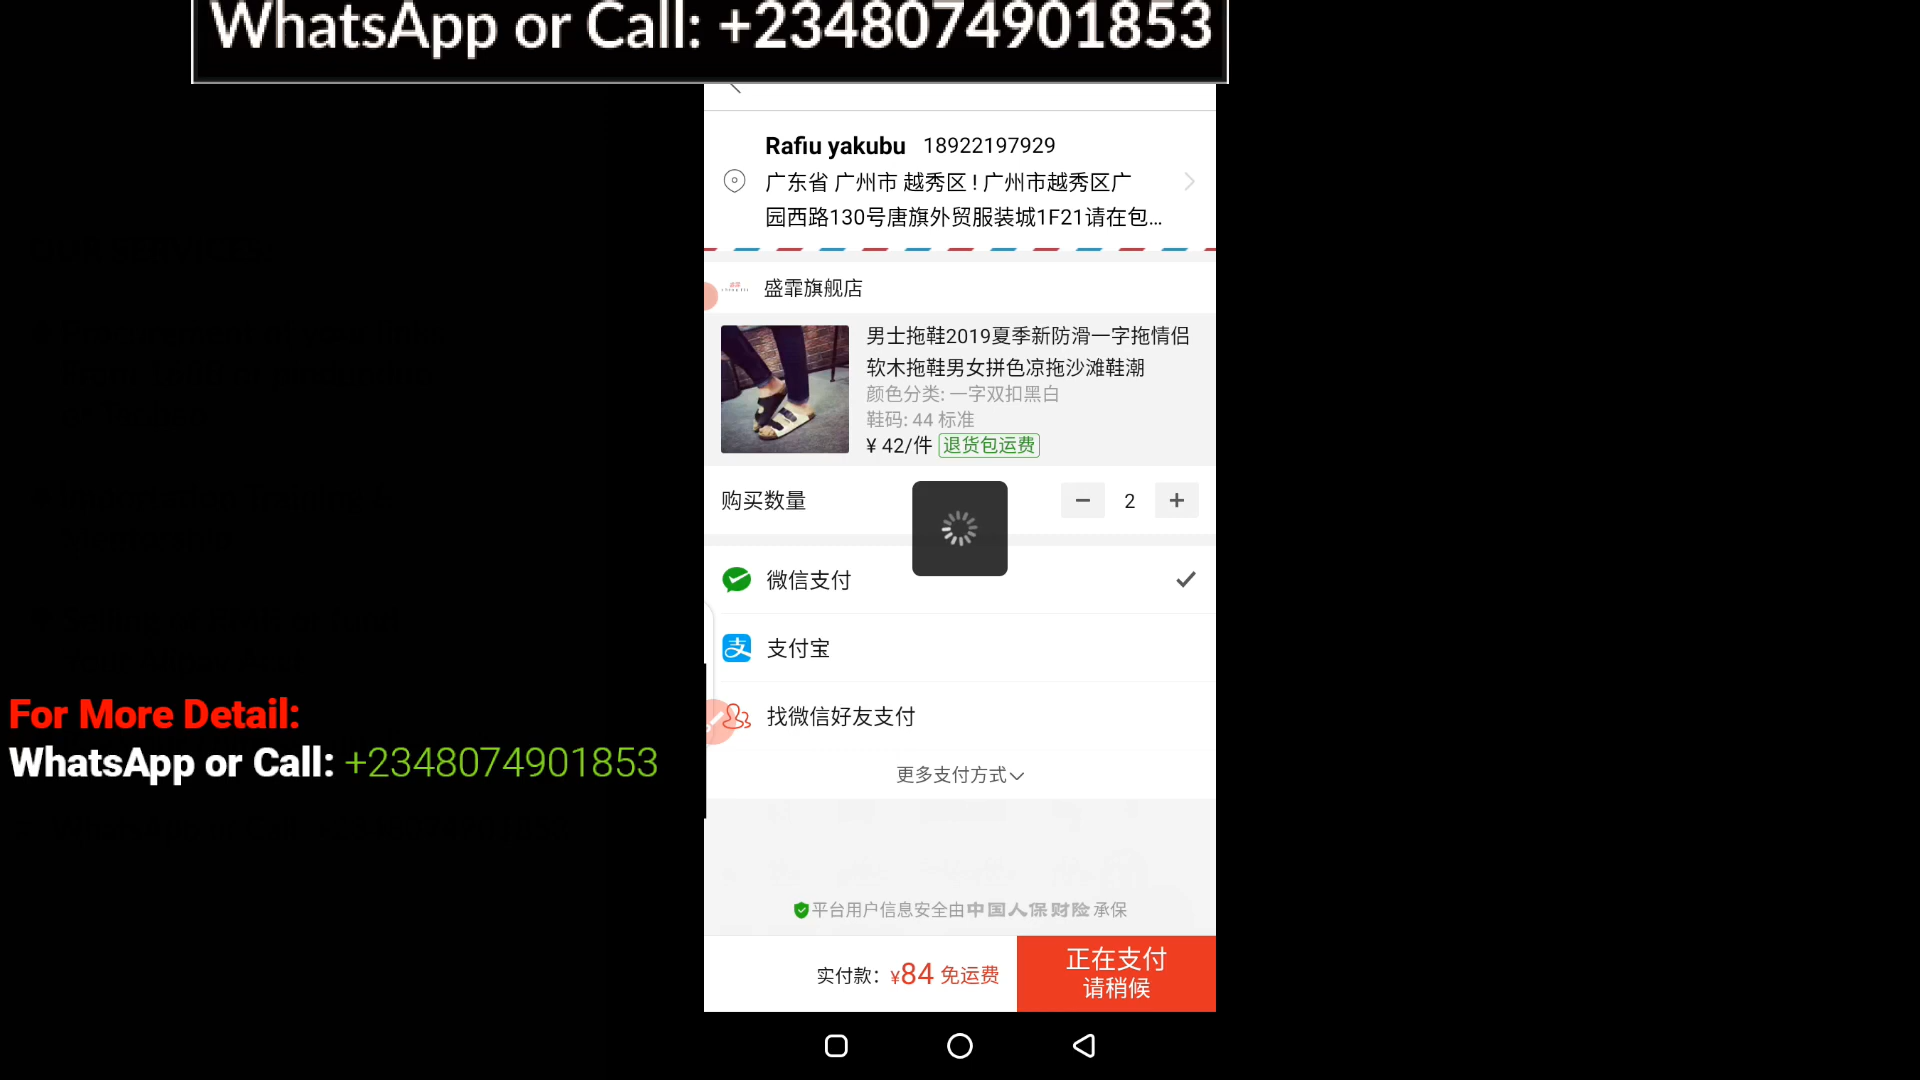 WhatsApp or Call: +2348074901853
Rafiu yakubu 18922197929
广东省 广州市 越秀区 ! 广州市越秀区广
园西路130号唐旗外贸服装城1F21请在包...
盛霏旗舰店
男士拖鞋2019夏季新防滑一字拖情侣
软木拖鞋男女拼色凉拖沙滩鞋潮
颜色分类: 一字双扣黑白
鞋码: 44 标准
¥ 42/件 退货包运费
购买数量 − 2 +
微信支付
支付宝
找微信好友支付
更多支付方式
For More Detail:
WhatsApp or Call: +2348074901853
平台用户信息安全由中国人保财险承保
实付款: ¥84 免运费
正在支付
请稍候